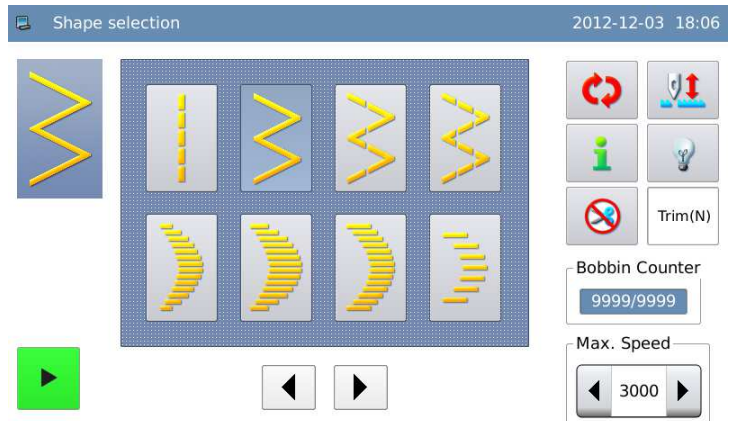 Shape selection
2012-12-03 18:06
Trim(N)
Bobbin Counter
9999/9999
Max. Speed
3000